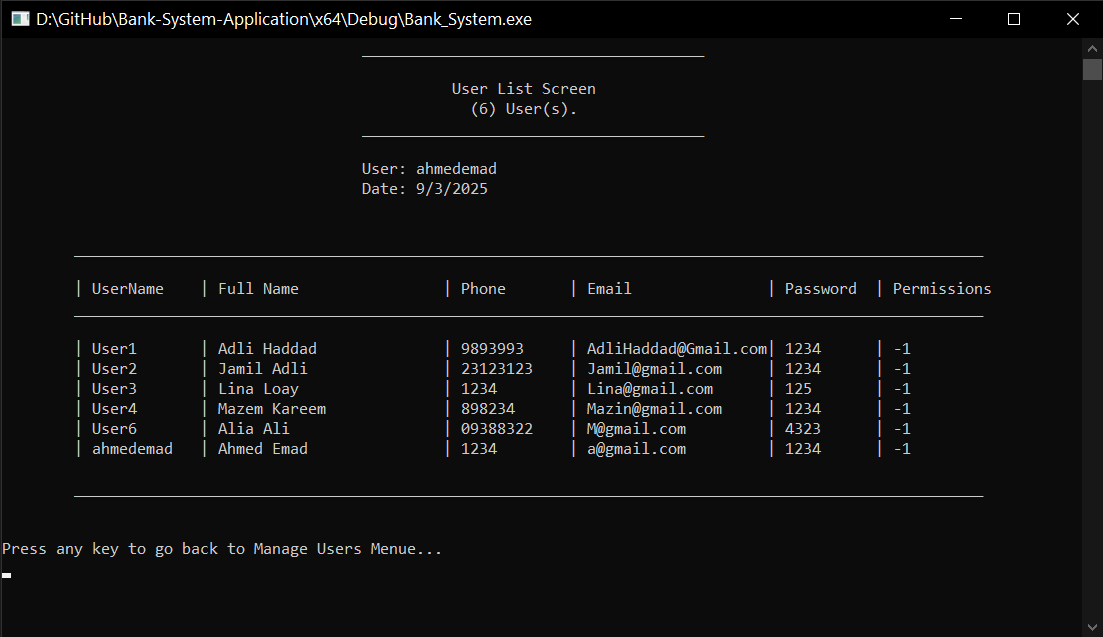 D:\GitHub\Bank-System-Application\x64\Debug\Bank_System.exe
User List Screen
(6) User(s).
User: ahmedemad
Date: 9/3/2025
| UserName | Full Name | Phone | Email | Password | Permissions
| User1 | Adli Haddad | 9893993 | AdliHaddad@Gmail.com| 1234 | -1
| User2 | Jamil Adli | 23123123 | Jamil@gmail.com | 1234 | -1
| User3 | Lina Loay | 1234 | Lina@gmail.com | 125 | -1
| User4 | Mazem Kareem | 898234 | Mazin@gmail.com | 1234 | -1
| User6 | Alia Ali | 09388322 | M@gmail.com | 4323 | -1
| ahmedemad | Ahmed Emad | 1234 | a@gmail.com | 1234 | -1
Press any key to go back to Manage Users Menue...